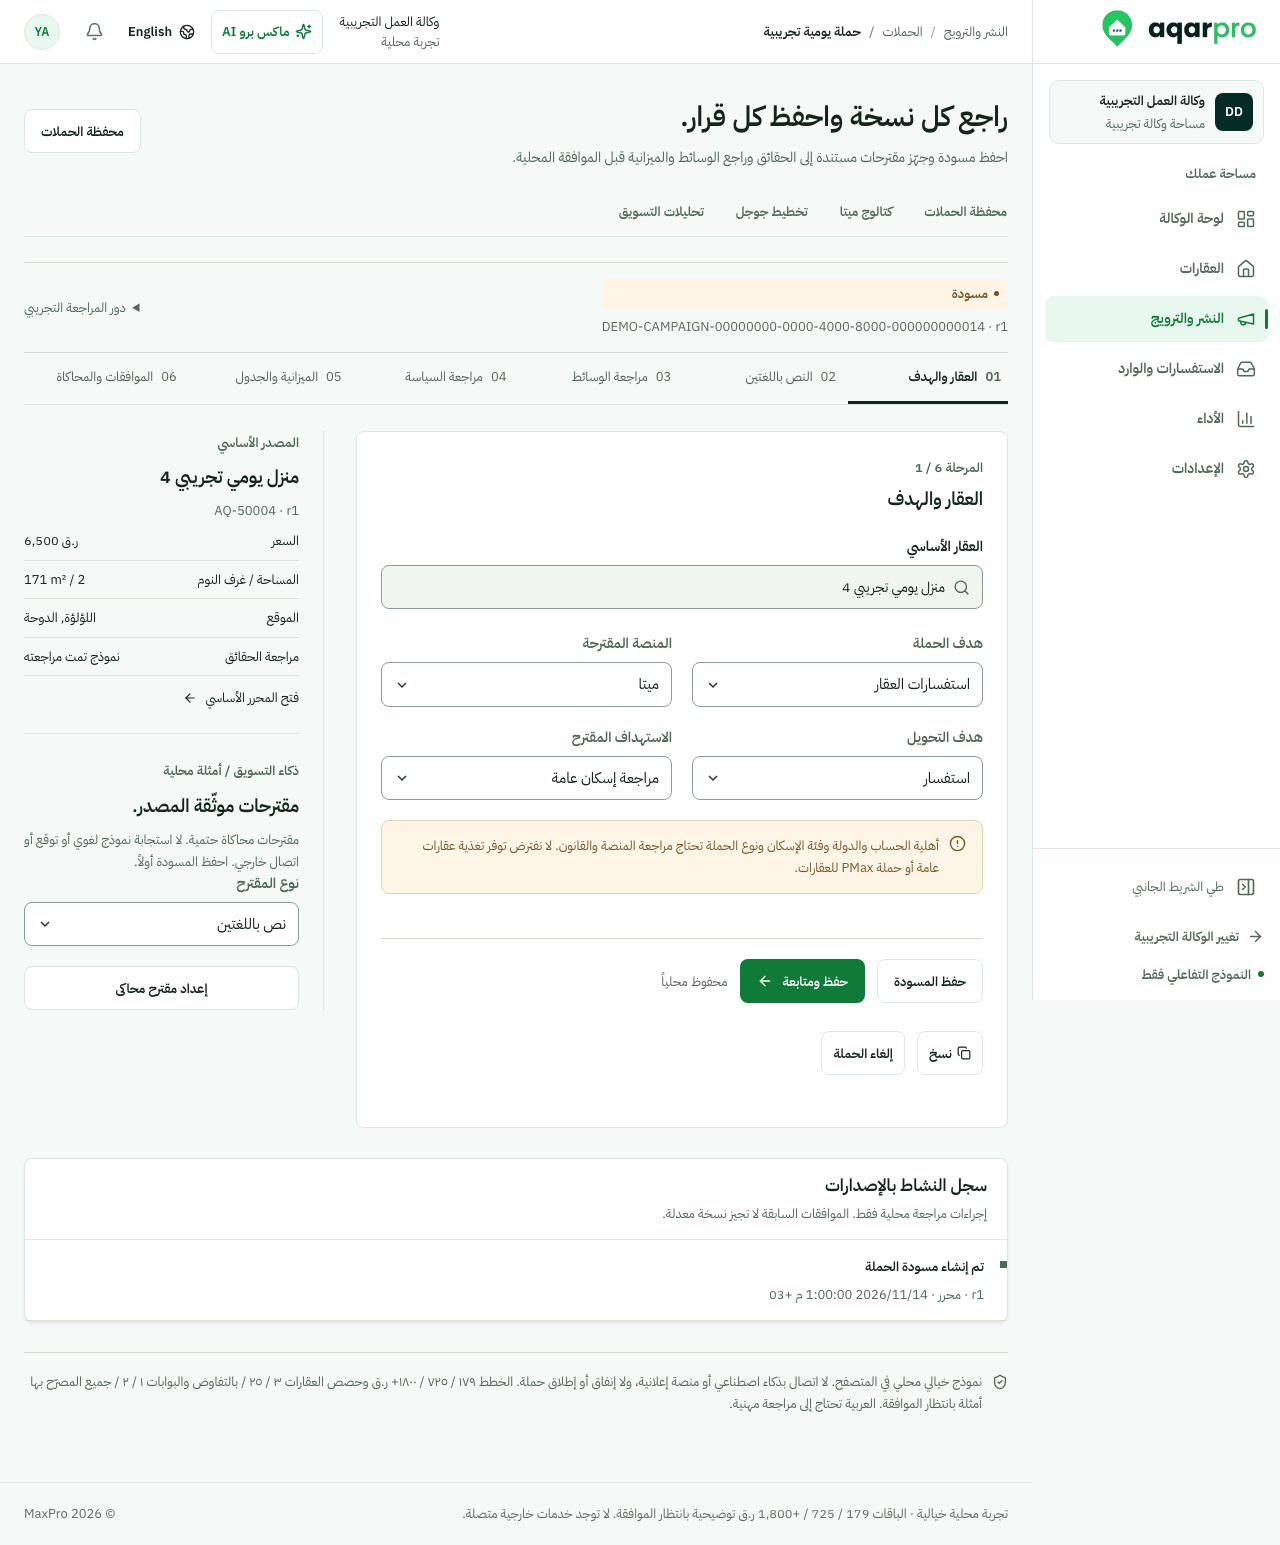 aqarpro
النشر والترويج / الحملات / حملة يومية تجريبية
وكالة العمل التجريبية
تجربة محلية
ماكس برو AI
English
YA
DD
وكالة العمل التجريبية
مساحة وكالة تجريبية
مساحة عملك
لوحة الوكالة
العقارات
النشر والترويج
الاستفسارات والوارد
الأداء
الإعدادات
طي الشريط الجانبي
تغيير الوكالة التجريبية
النموذج التفاعلي فقط
راجع كل نسخة واحفظ كل قرار.
احفظ مسودة وجهّز مقترحات مستندة إلى الحقائق وراجع الوسائط والميزانية قبل الموافقة المحلية.
محفظة الحملات
محفظة الحملات
كتالوج ميتا
تخطيط جوجل
تحليلات التسويق
مسودة
DEMO-CAMPAIGN-00000000-0000-4000-8000-000000000014 · r1
دور المراجعة التجريبي
01 العقار والهدف
02 النص باللغتين
03 مراجعة الوسائط
04 مراجعة السياسة
05 الميزانية والجدول
06 الموافقات والمحاكاة
المرحلة 6 / 1
العقار والهدف
العقار الأساسي
منزل يومي تجريبي 4
هدف الحملة
المنصة المقترحة
استفسارات العقار
ميتا
هدف التحويل
الاستهداف المقترح
استفسار
مراجعة إسكان عامة
أهلية الحساب والدولة وفئة الإسكان ونوع الحملة تحتاج مراجعة المنصة والقانون. لا نفترض توفر تغذية عقارات
عامة أو حملة PMax للعقارات.
حفظ المسودة
حفظ ومتابعة
محفوظ محلياً
نسخ
إلغاء الحملة
المصدر الأساسي
منزل يومي تجريبي 4
AQ-50004 · r1
السعر
ر.ق 6,500
المساحة / غرف النوم
171 m² / 2
الموقع
اللؤلؤة, الدوحة
مراجعة الحقائق
نموذج تمت مراجعته
فتح المحرر الأساسي
ذكاء التسويق / أمثلة محلية
مقترحات موثّقة المصدر.
مقترحات محاكاة حتمية. لا استجابة نموذج لغوي أو توقع أو
اتصال خارجي. احفظ المسودة أولاً.
نوع المقترح
نص باللغتين
إعداد مقترح محاكى
سجل النشاط بالإصدارات
إجراءات مراجعة محلية فقط. الموافقات السابقة لا تجيز نسخة معدلة.
تم إنشاء مسودة الحملة
r1 · محرر · 2026/11/14 1:00:00 م +03
نموذج خيالي محلي في المتصفح. لا اتصال بذكاء اصطناعي أو منصة إعلانية، ولا إنفاق أو إطلاق حملة. الخطط ١٧٩ / ٧٢٥ / ١٨٠٠+ ر.ق وحصص العقارات ٣ / ٢٥ / بالتفاوض والبوابات ١ / ٢ / جميع المصرّح بها
أمثلة بانتظار الموافقة. العربية تحتاج إلى مراجعة مهنية.
تجربة محلية خيالية · الباقات 179 / 725 / +1,800 ر.ق توضيحية بانتظار الموافقة. لا توجد خدمات خارجية متصلة.
© 2026 MaxPro